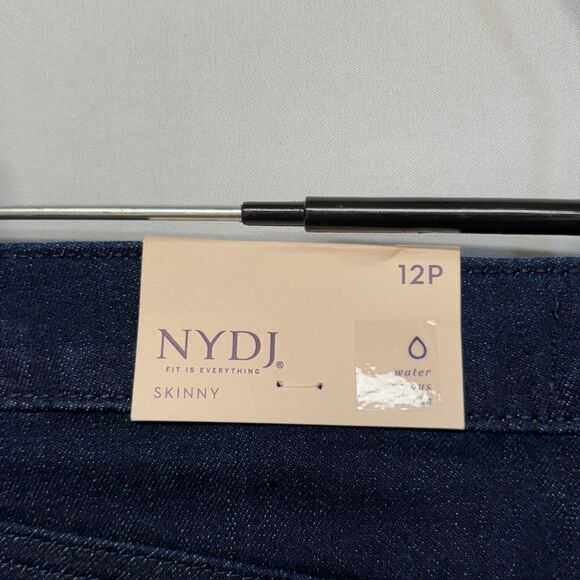 12P
NYDJ®
FIT IS EVERYTHING
SKINNY
water